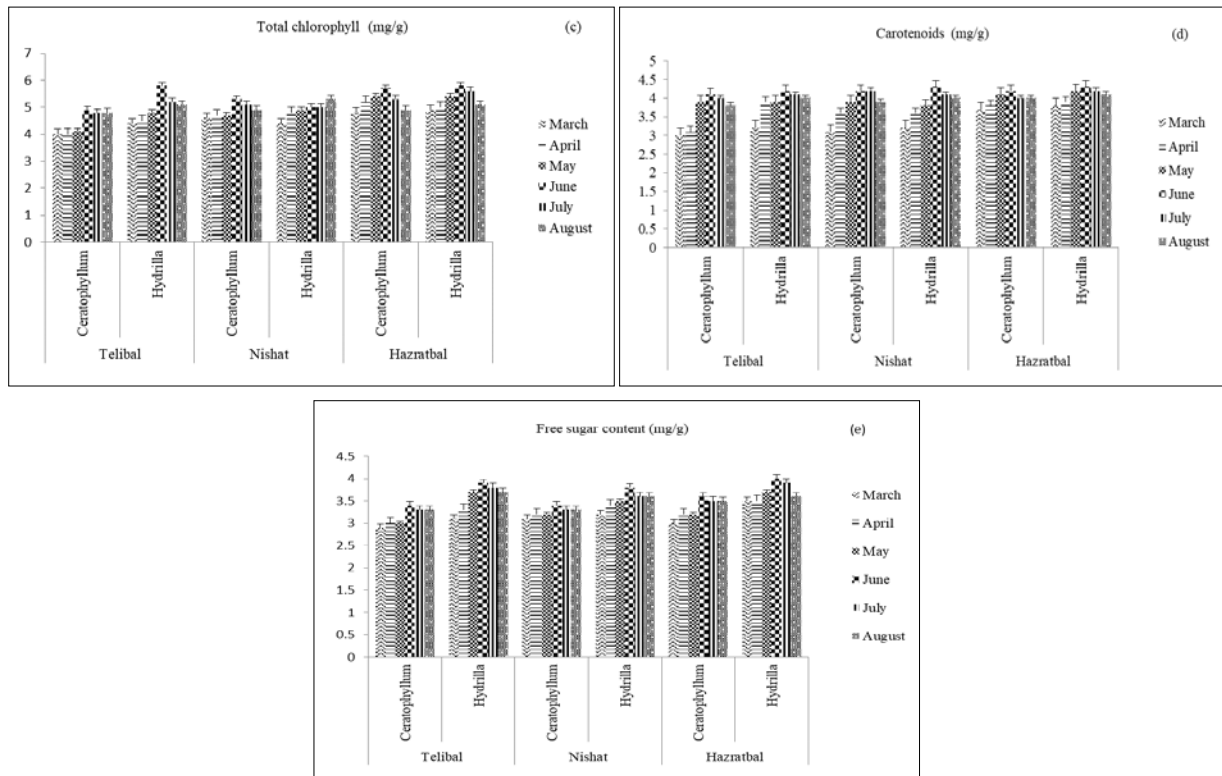 Total chlorophyll (mg/g) (c)
7
6
5
4
3
2
1
0
March
April
May
June
July
August
Ceratophyllum
Hydrilla
Ceratophyllum
Hydrilla
Ceratophyllum
Hydrilla
Telibal
Nishat
Hazratbal
Carotenoids (mg/g) (d)
5
4.5
4
3.5
3
2.5
2
1.5
1
0.5
0
March
April
May
June
July
August
Ceratophyllum
Hydrilla
Ceratophyllum
Hydrilla
Ceratophyllum
Hydrilla
Telibal
Nishat
Hazratbal
Free sugar content (mg/g) (e)
4.5
4
3.5
3
2.5
2
1.5
1
0.5
0
March
April
May
June
July
August
Ceratophyllum
Hydrilla
Ceratophyllum
Hydrilla
Ceratophyllum
Hydrilla
Telibal
Nishat
Hazratbal